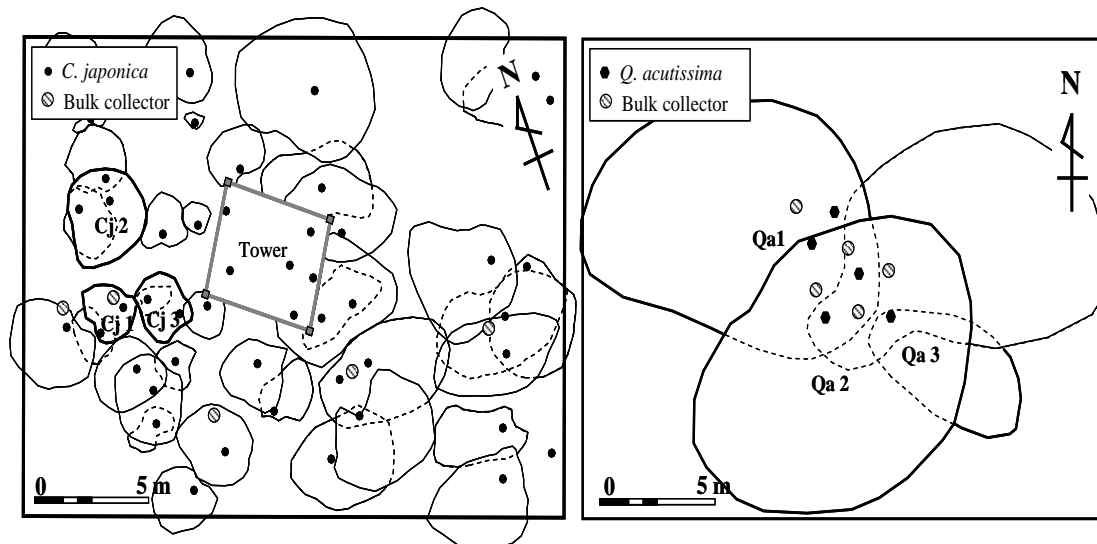 C. japonica
Bulk collector
N
Cj 2
Tower
Cj 1
Cj 3
0
5 m
Q. acutissima
Bulk collector
N
Qa1
Qa 2
Qa 3
0
5 m